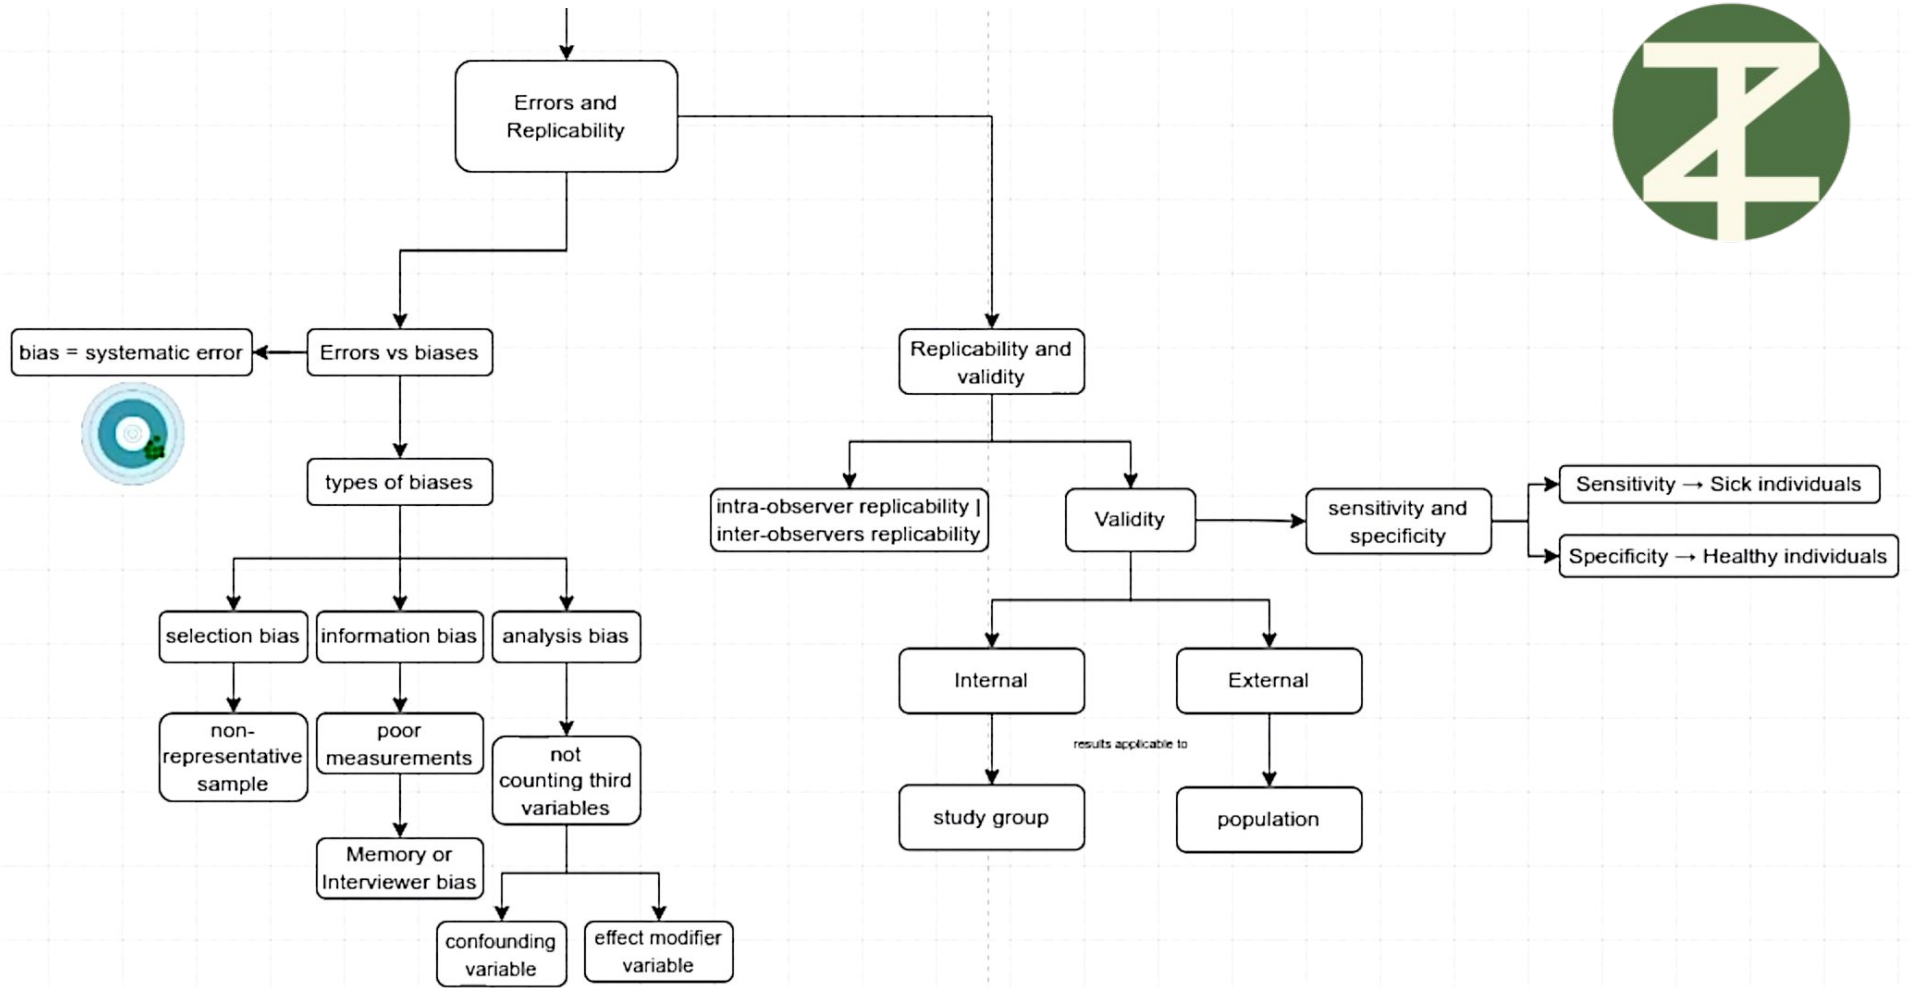 Errors and
Replicability
bias = systematic error
Errors vs biases
Replicability and
validity
types of biases
intra-observer replicability |
inter-observers replicability
Validity
sensitivity and
specificity
Sensitivity → Sick individuals
Specificity → Healthy individuals
selection bias
information bias
analysis bias
Internal
External
non-
representative
sample
poor
measurements
not
counting third
variables
results applicable to
study group
population
Memory or
Interviewer bias
confounding
variable
effect modifier
variable